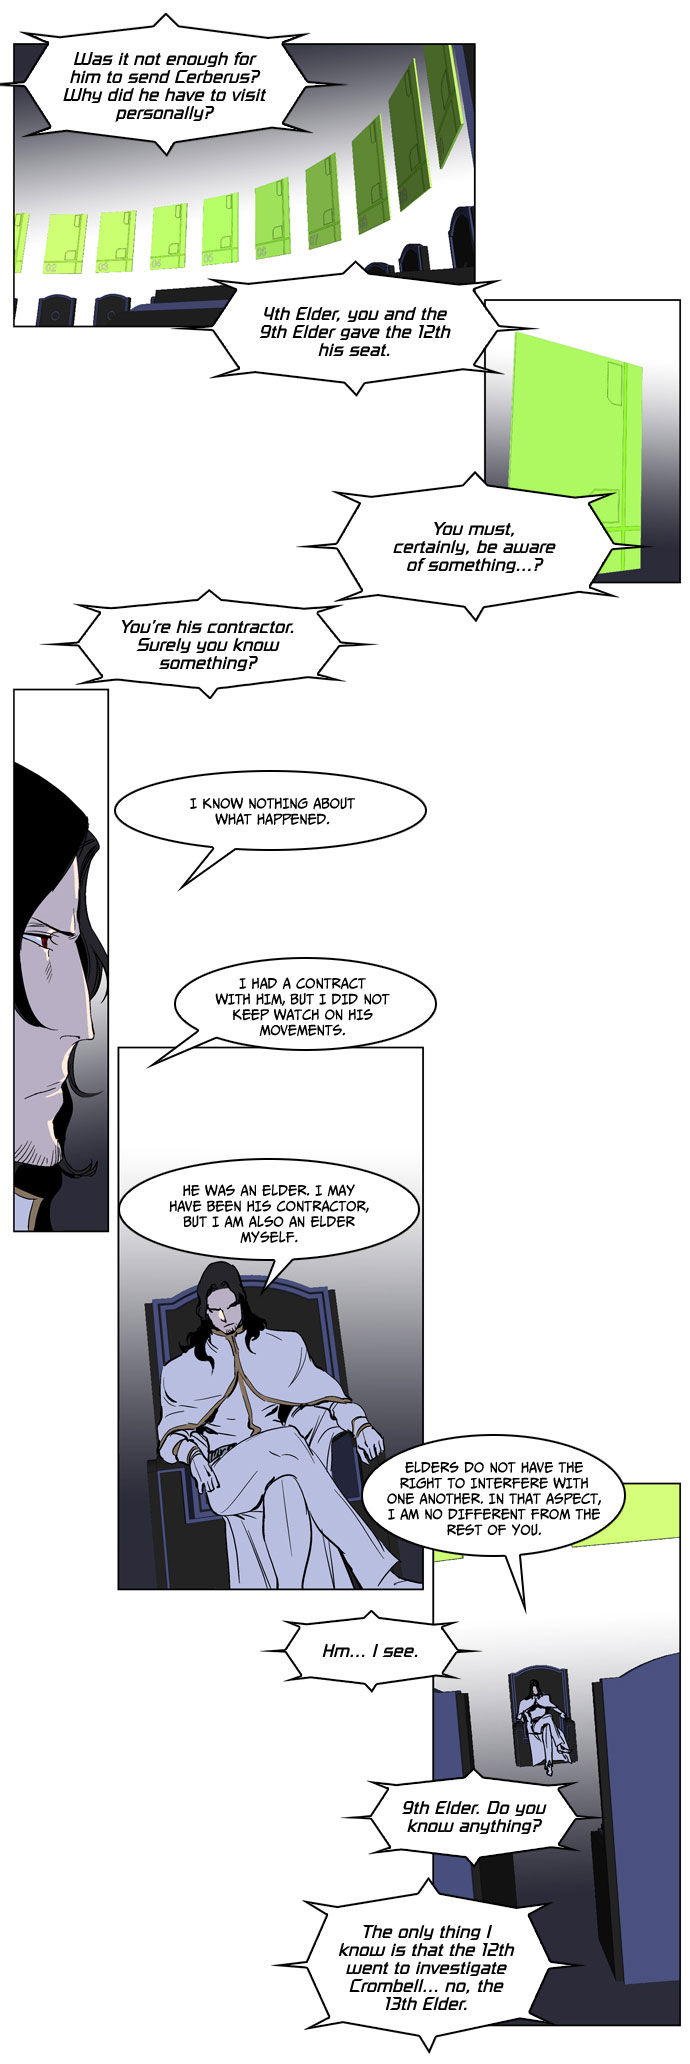 Was it not enough for
him to send Cerberus?
Why did he have to visit
personally?
02
03
04
05
06
07
4th Elder, you and the
9th Elder gave the 12th
his seat.
You must,
certainly, be aware
of something...?
You're his contractor.
Surely you know
something?
I KNOW NOTHING ABOUT
WHAT HAPPENED.
I HAD A CONTRACT
WITH HIM, BUT I DID NOT
KEEP WATCH ON HIS
MOVEMENTS.
HE WAS AN ELDER. I MAY
HAVE BEEN HIS CONTRACTOR,
BUT I AM ALSO AN ELDER
MYSELF.
ELDERS DO NOT HAVE THE
RIGHT TO INTERFERE WITH
ONE ANOTHER. IN THAT ASPECT,
I AM NO DIFFERENT FROM THE
REST OF YOU.
Hm... I see.
9th Elder. Do you
know anything?
The only thing I
know is that the 12th
went to investigate
Crombell... no, the
13th Elder.